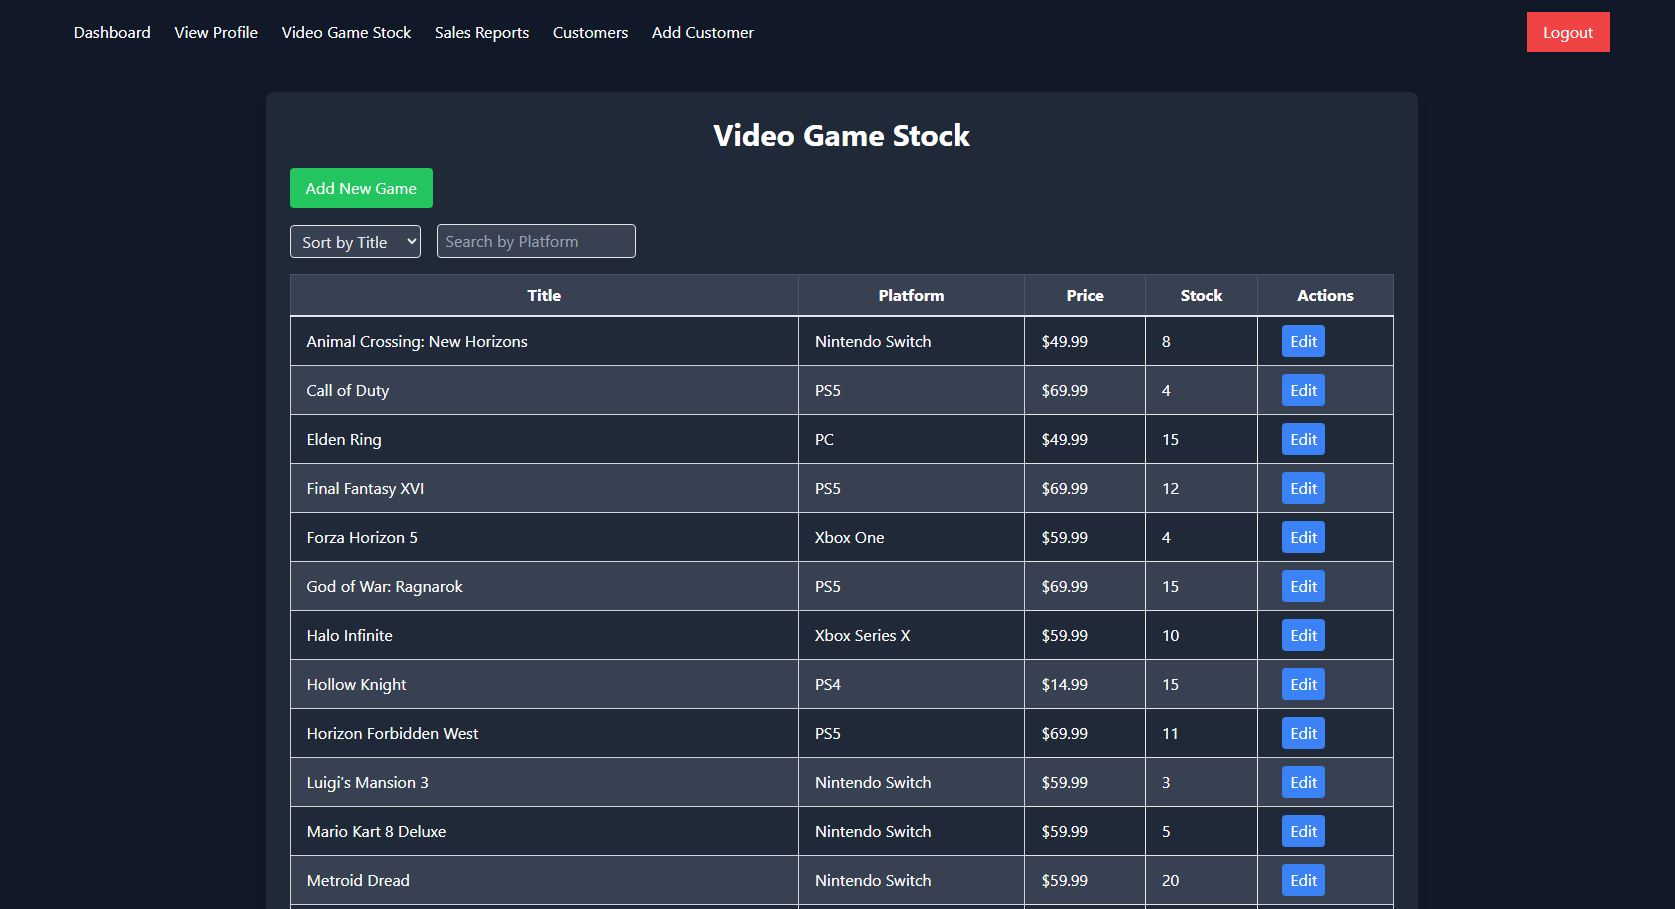 Dashboard View Profile Video Game Stock Sales Reports Customers Add Customer Logout
Video Game Stock
Add New Game
Sort by Title Search by Platform
Title Platform Price Stock Actions
Animal Crossing: New Horizons Nintendo Switch $49.99 8 Edit
Call of Duty PS5 $69.99 4 Edit
Elden Ring PC $49.99 15 Edit
Final Fantasy XVI PS5 $69.99 12 Edit
Forza Horizon 5 Xbox One $59.99 4 Edit
God of War: Ragnarok PS5 $69.99 15 Edit
Halo Infinite Xbox Series X $59.99 10 Edit
Hollow Knight PS4 $14.99 15 Edit
Horizon Forbidden West PS5 $69.99 11 Edit
Luigi's Mansion 3 Nintendo Switch $59.99 3 Edit
Mario Kart 8 Deluxe Nintendo Switch $59.99 5 Edit
Metroid Dread Nintendo Switch $59.99 20 Edit